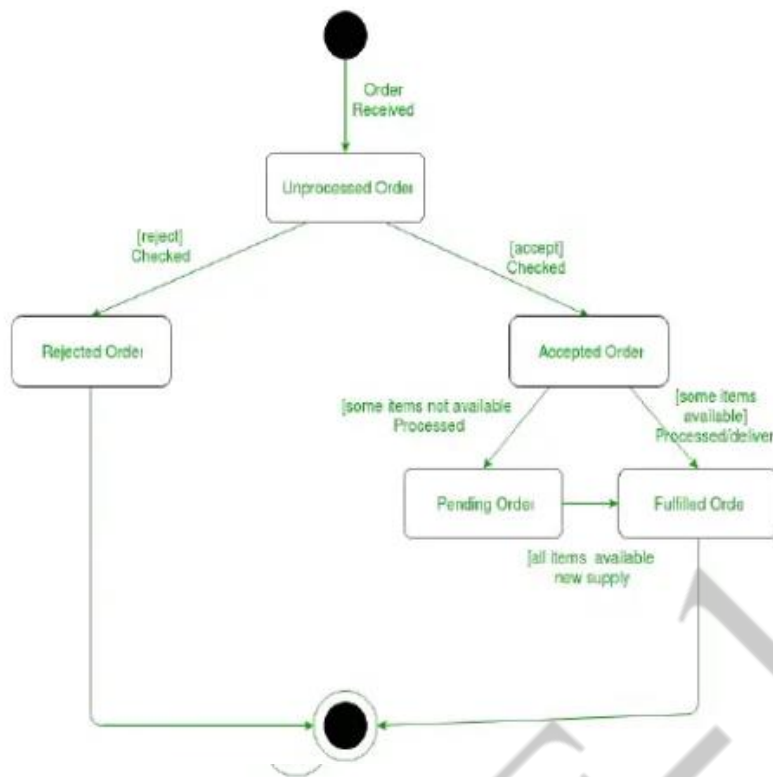 Order
Received
Unprocessed Order
[reject]
Checked
[accept]
Checked
Rejected Order
Accepted Order
[some items not available
Processed
[some items
available]
Processed/deliver
Pending Order
Fulfilled Orde
[all items available
new supply